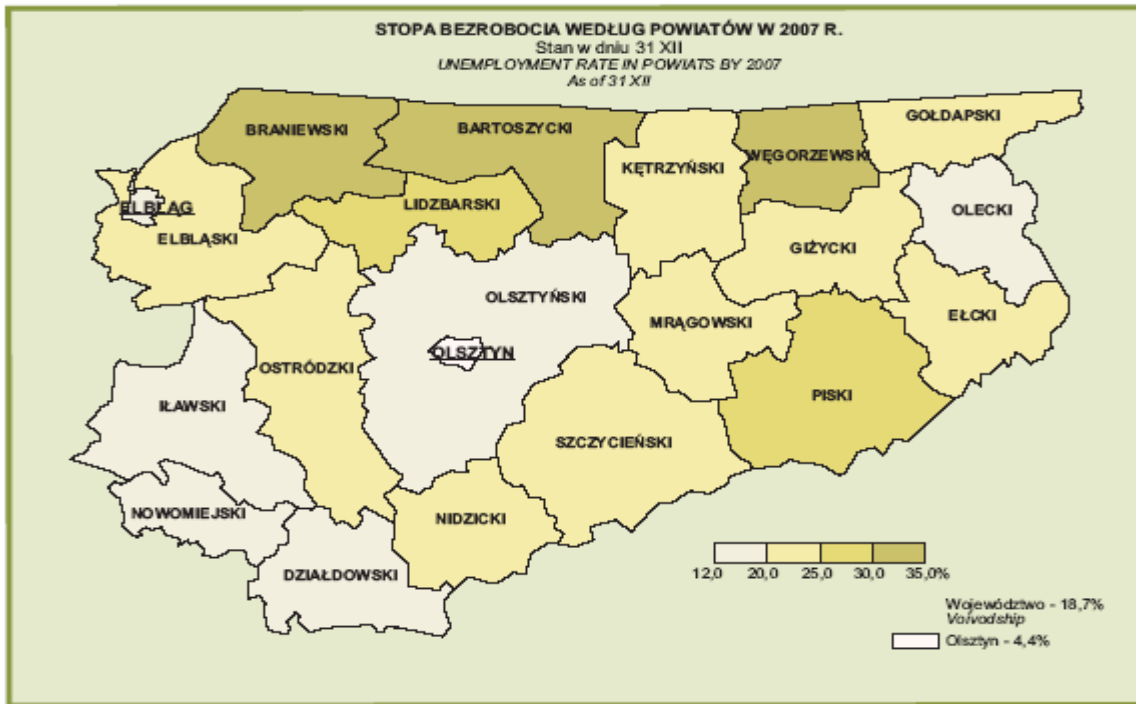 STOPA BEZROBOCIA WEDŁUG POWIATÓW W 2007 R.
Stan w dniu 31 XII
UNEMPLOYMENT RATE IN POWIATS BY 2007
As of 31 XII
GOŁDAPSKI
BRANIEWSKI
BARTOSZYCKI
WĘGORZEWSKI
KĘTRZYŃSKI
LIDZBARSKI
ELBLĄG
OLECKI
ELBLĄSKI
GIŻYCKI
OLSZTYŃSKI
MRĄGOWSKI
EŁCKI
OLSZTYN
OSTRÓDZKI
PISKI
IŁAWSKI
SZCZYCIEŃSKI
NOWOMIEJSKI
NIDZICKI
DZIAŁDOWSKI
12,0 20,0 25,0 30,0 35,0%
Województwo - 18,7%
Voivodship
Olsztyn - 4,4%